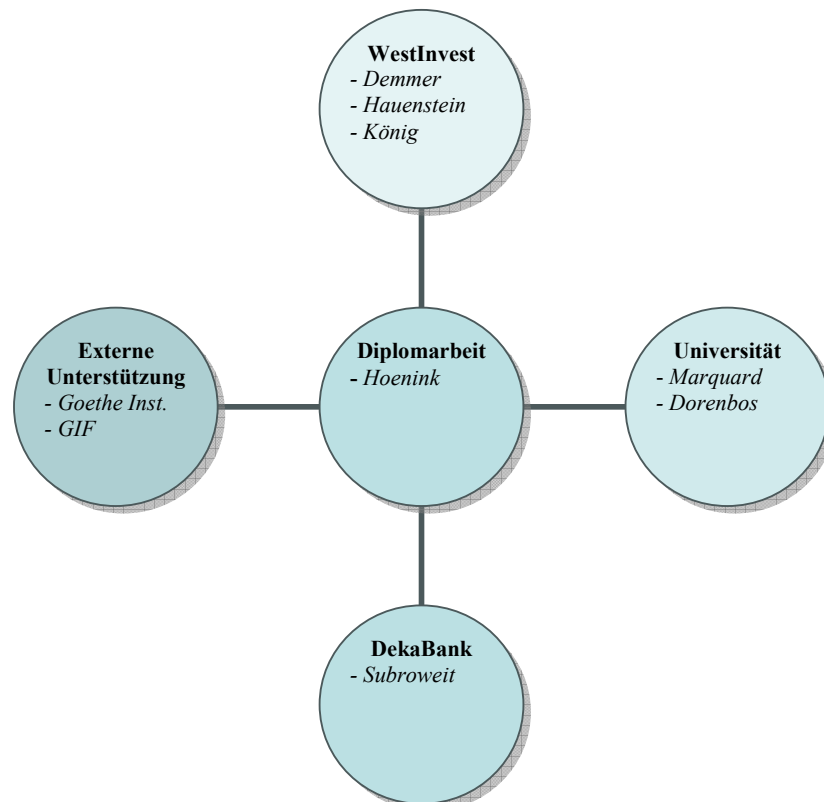 WestInvest
- Demmer
- Hauenstein
- König
Externe
Unterstützung
- Goethe Inst.
- GIF
Diplomarbeit
- Hoenink
Universität
- Marquard
- Dorenbos
DekaBank
- Subroweit